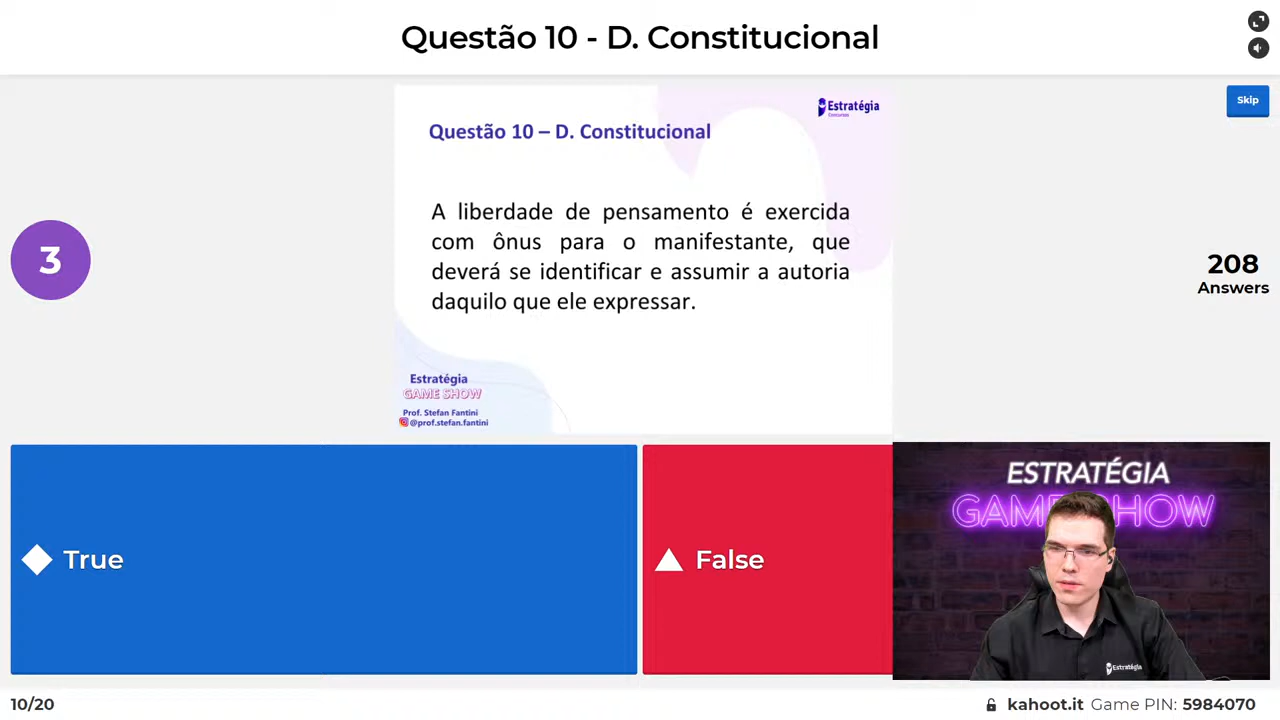 Questão 10 - D. Constitucional
Skip
Estratégia
Concursos
Questão 10 – D. Constitucional
A liberdade de pensamento é exercida
com ônus para o manifestante, que
deverá se identificar e assumir a autoria
daquilo que ele expressar.
3
208
Answers
Estratégia
GAME SHOW
Prof. Stefan Fantini
@prof.stefan.fantini
True
False
ESTRATÉGIA
GAME SHOW
Estratégia
10/20
kahoot.it Game PIN: 5984070